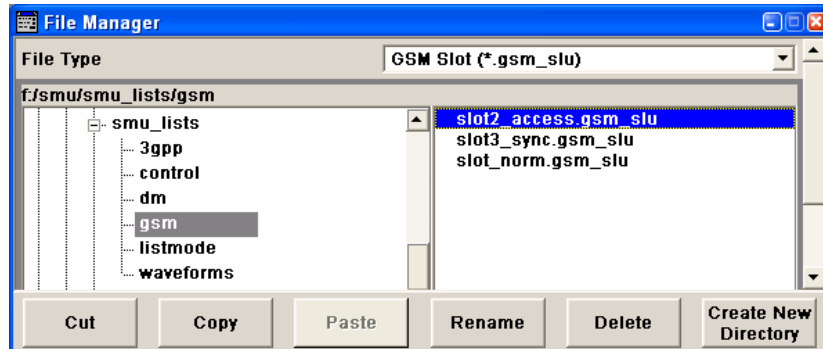 File Manager
File Type
GSM Slot (*.gsm_slu)
f:/smu/smu_lists/gsm
smu_lists
3gpp
control
dm
gsm
listmode
waveforms
slot2_access.gsm_slu
slot3_sync.gsm_slu
slot_norm.gsm_slu
Cut
Copy
Paste
Rename
Delete
Create New
Directory